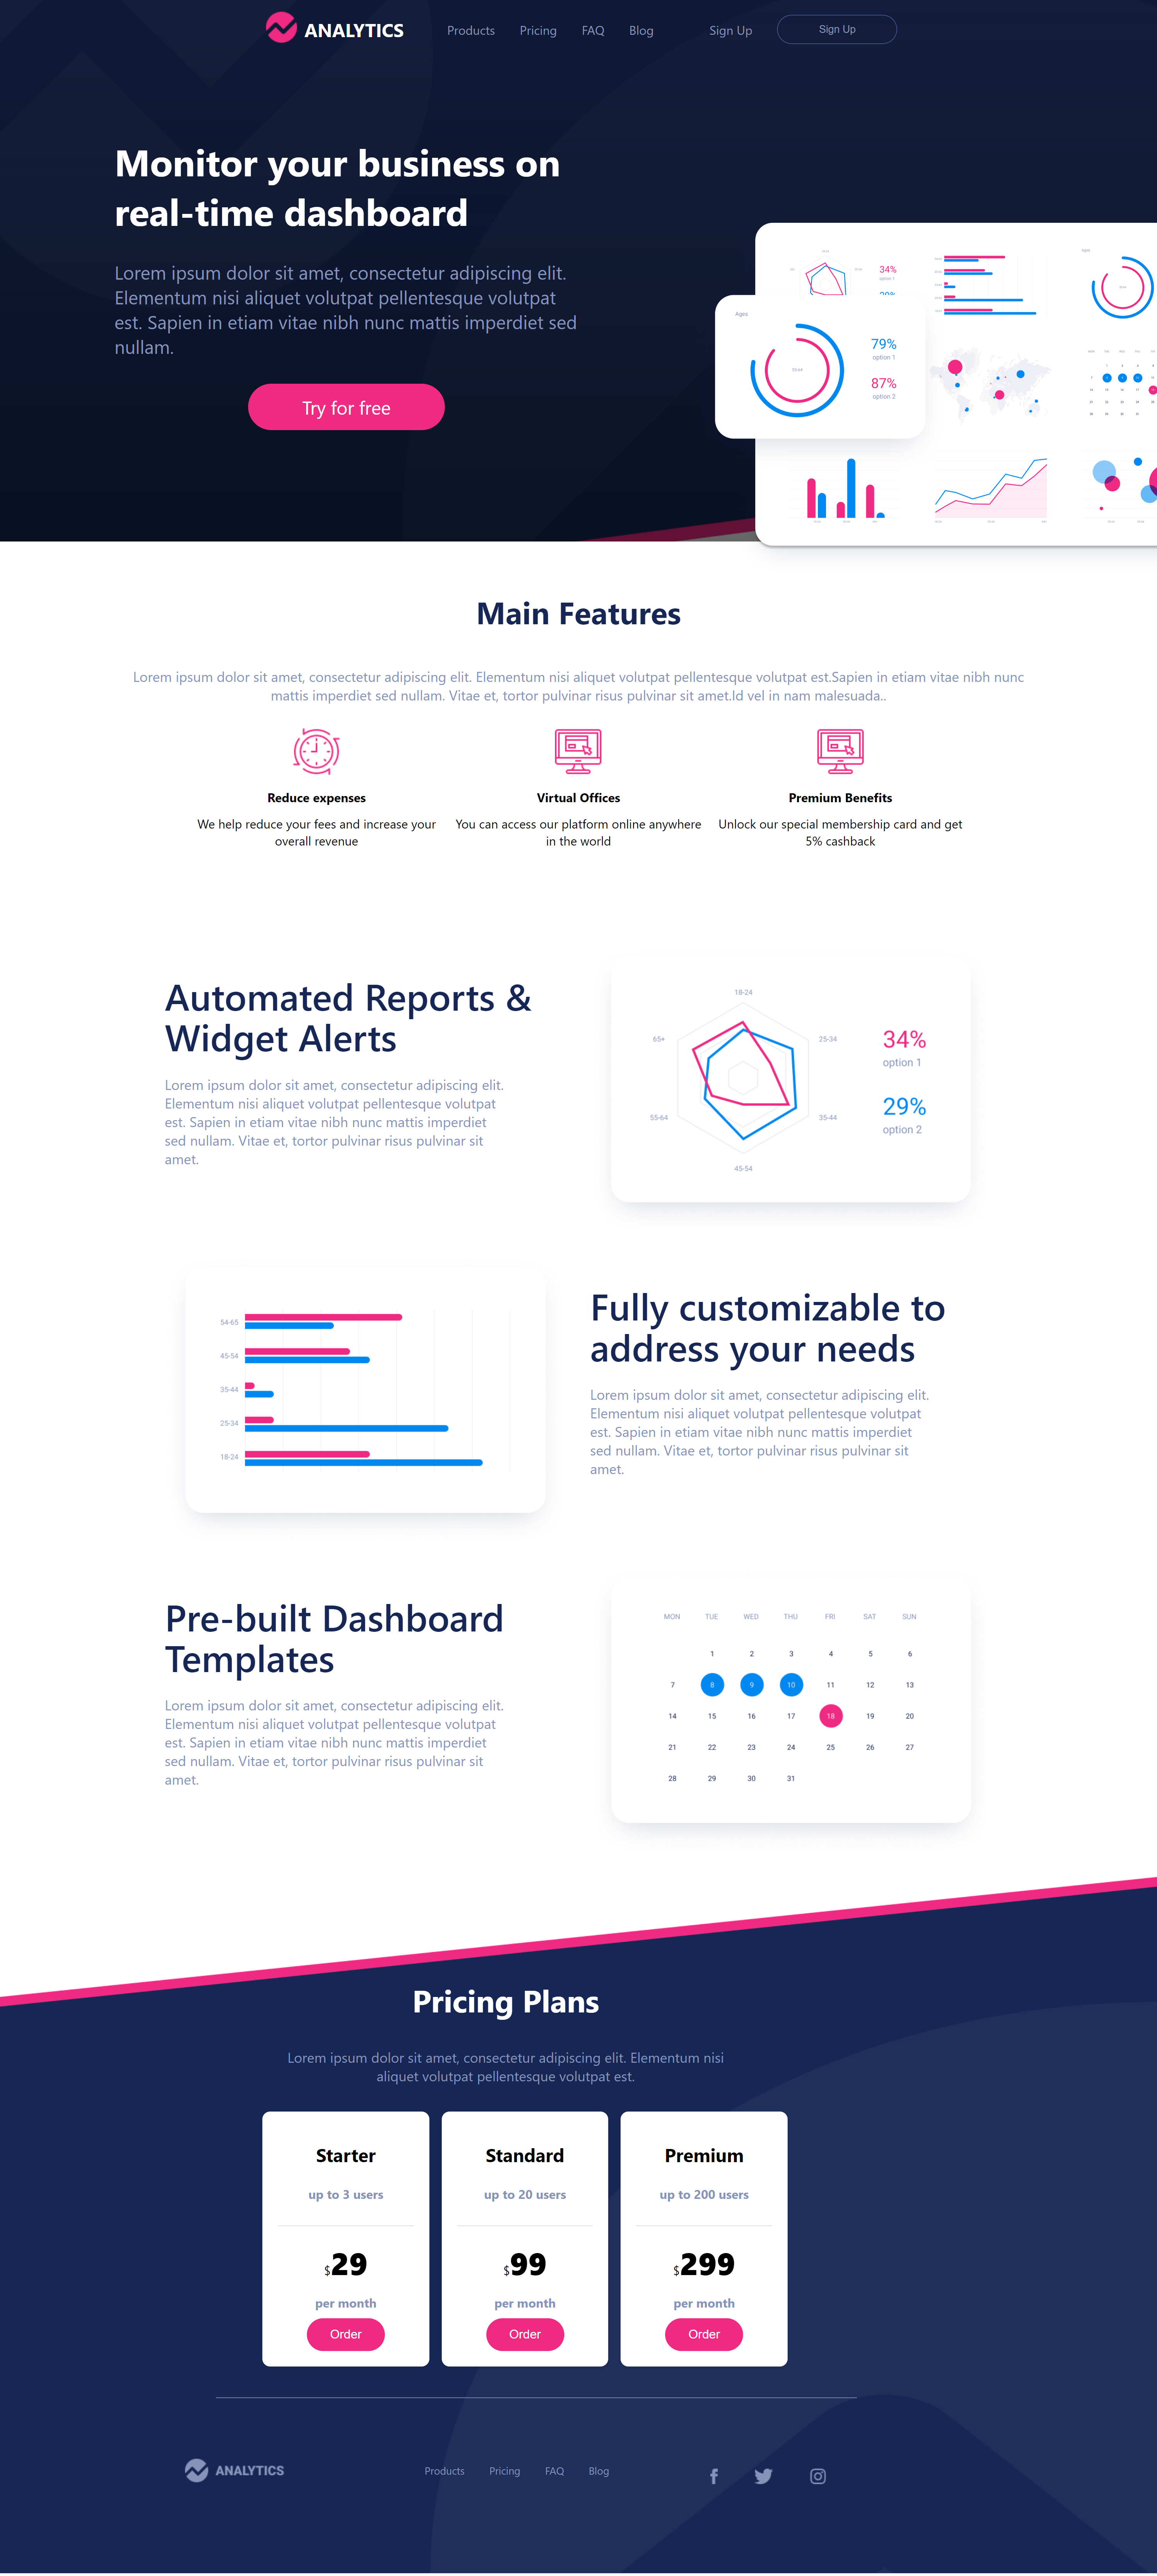 ANALYTICS
Products Pricing FAQ Blog Sign Up Sign Up
Monitor your business on
real-time dashboard
Lorem ipsum dolor sit amet, consectetur adipiscing elit.
Elementum nisi aliquet volutpat pellentesque volutpat
est. Sapien in etiam vitae nibh nunc mattis imperdiet sed
nullam.
Try for free
34%
option 1
Ages
79%
option 1
87%
option 2
Main Features
Lorem ipsum dolor sit amet, consectetur adipiscing elit. Elementum nisi aliquet volutpat pellentesque volutpat est.Sapien in etiam vitae nibh nunc
mattis imperdiet sed nullam. Vitae et, tortor pulvinar risus pulvinar sit amet.Id vel in nam malesuada..
Reduce expenses
We help reduce your fees and increase your
overall revenue
Virtual Offices
You can access our platform online anywhere
in the world
Premium Benefits
Unlock our special membership card and get
5% cashback
Automated Reports &
Widget Alerts
Lorem ipsum dolor sit amet, consectetur adipiscing elit.
Elementum nisi aliquet volutpat pellentesque volutpat
est. Sapien in etiam vitae nibh nunc mattis imperdiet
sed nullam. Vitae et, tortor pulvinar risus pulvinar sit
amet.
18-24
65+ 25-34
55-64 35-44
45-54
34%
option 1
29%
option 2
54-65
45-54
35-44
25-34
18-24
Fully customizable to
address your needs
Lorem ipsum dolor sit amet, consectetur adipiscing elit.
Elementum nisi aliquet volutpat pellentesque volutpat
est. Sapien in etiam vitae nibh nunc mattis imperdiet
sed nullam. Vitae et, tortor pulvinar risus pulvinar sit
amet.
Pre-built Dashboard
Templates
Lorem ipsum dolor sit amet, consectetur adipiscing elit.
Elementum nisi aliquet volutpat pellentesque volutpat
est. Sapien in etiam vitae nibh nunc mattis imperdiet
sed nullam. Vitae et, tortor pulvinar risus pulvinar sit
amet.
MON TUE WED THU FRI SAT SUN
1 2 3 4 5 6
7 8 9 10 11 12 13
14 15 16 17 18 19 20
21 22 23 24 25 26 27
28 29 30 31
Pricing Plans
Lorem ipsum dolor sit amet, consectetur adipiscing elit. Elementum nisi
aliquet volutpat pellentesque volutpat est.
Starter
up to 3 users
$29
per month
Order
Standard
up to 20 users
$99
per month
Order
Premium
up to 200 users
$299
per month
Order
ANALYTICS
Products Pricing FAQ Blog